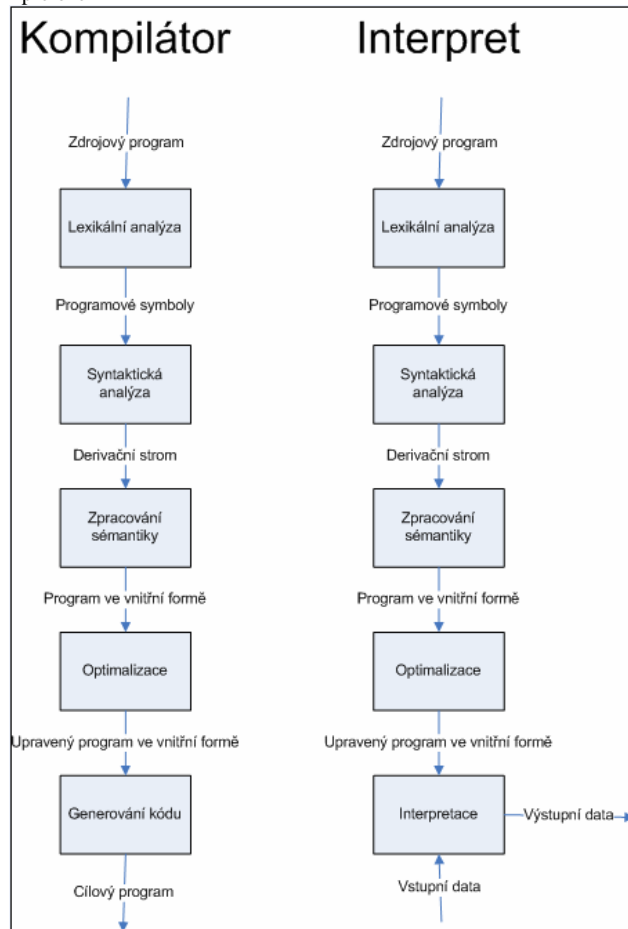 Kompilátor
Zdrojový program
Lexikální analýza
Programové symboly
Syntaktická
analýza
Derivační strom
Zpracování
sémantiky
Program ve vnitřní formě
Optimalizace
Upravený program ve vnitřní formě
Generování kódu
Cílový program
Interpret
Zdrojový program
Lexikální analýza
Programové symboly
Syntaktická
analýza
Derivační strom
Zpracování
sémantiky
Program ve vnitřní formě
Optimalizace
Upravený program ve vnitřní formě
Interpretace
Výstupní data
Vstupní data